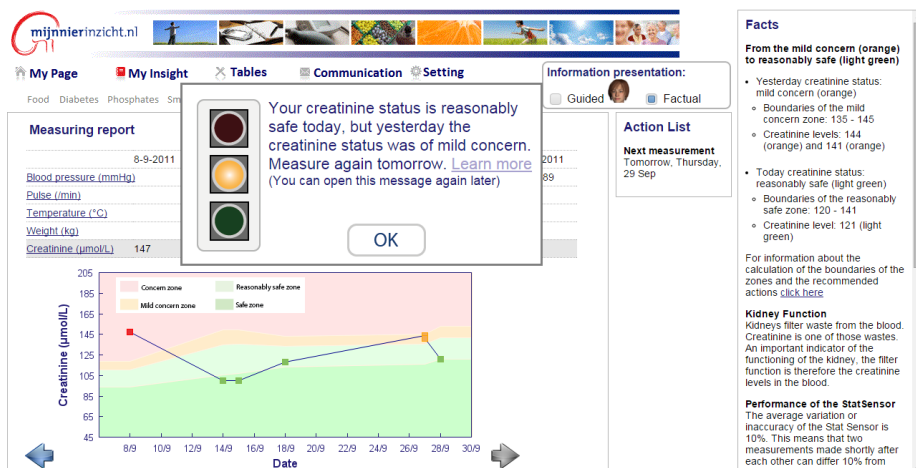 mijnnierinzicht.nl
My Page
My Insight
Tables
Communication
Setting
Food Diabetes Phosphates Sm
Information presentation:
Guided
Factual
Measuring report
8-9-2011
2011
Blood pressure (mmHg)
89
Pulse (/min)
Temperature (°C)
Weight (kg)
Creatinine (µmol/L) 147
Your creatinine status is reasonably
safe today, but yesterday the
creatinine status was of mild concern.
Measure again tomorrow. Learn more
(You can open this message again later)
OK
Action List
Next measurement
Tomorrow, Thursday,
29 Sep
Creatinine (µmol/L)
205
185
165
145
125
105
85
65
45
Concern zone
Reasonably safe zone
Mild concern zone
Safe zone
8/9 10/9 12/9 14/9 16/9 18/9 20/9 22/9 24/9 26/9 28/9 30/9
Date
Facts
From the mild concern (orange)
to reasonably safe (light green)
• Yesterday creatinine status:
mild concern (orange)
o Boundaries of the mild
concern zone: 135 - 145
o Creatinine levels: 144
(orange) and 141 (orange)
• Today creatinine status:
reasonably safe (light green)
o Boundaries of the reasonably
safe zone: 120 - 141
o Creatinine level: 121 (light
green)
For information about the
calculation of the boundaries of the
zones and the recommended
actions click here
Kidney Function
Kidneys filter waste from the blood.
Creatinine is one of those wastes.
An important indicator of the
functioning of the kidney, the filter
function is therefore the creatinine
levels in the blood.
Performance of the StatSensor
The average variation or
inaccuracy of the Stat Sensor is
10%. This means that two
measurements made shortly after
each other can differ 10% from